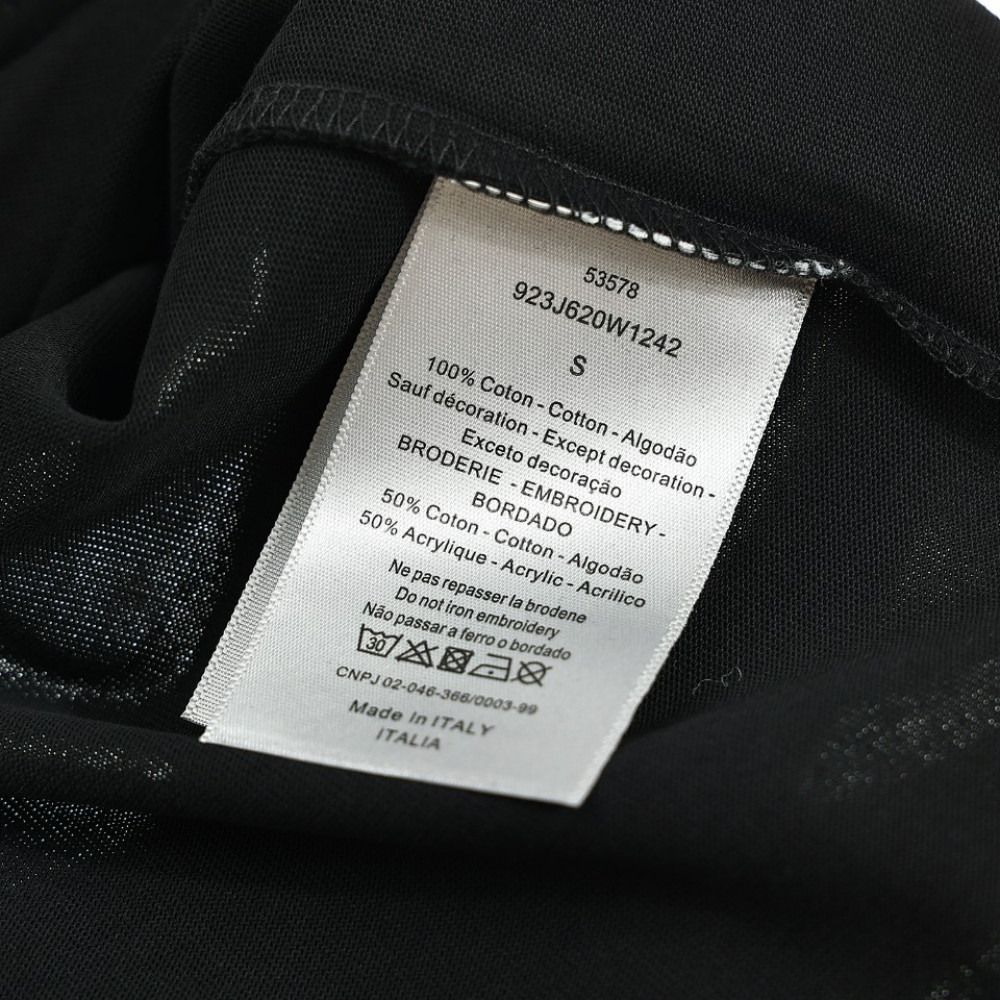 53578
923J620W1242
S
100% Coton - Cotton - Algodão
Sauf décoration - Except decoration -
Exceto decoração
BRODERIE - EMBROIDERY -
BORDADO
50% Coton - Cotton - Algodão
50% Acrylique - Acrylic - Acrilico
Ne pas repasser la brodene
Do not iron embroidery
Não passar a ferro o bordado
30
CNPJ 02-046-366/0003-99
Made in ITALY
ITALIA